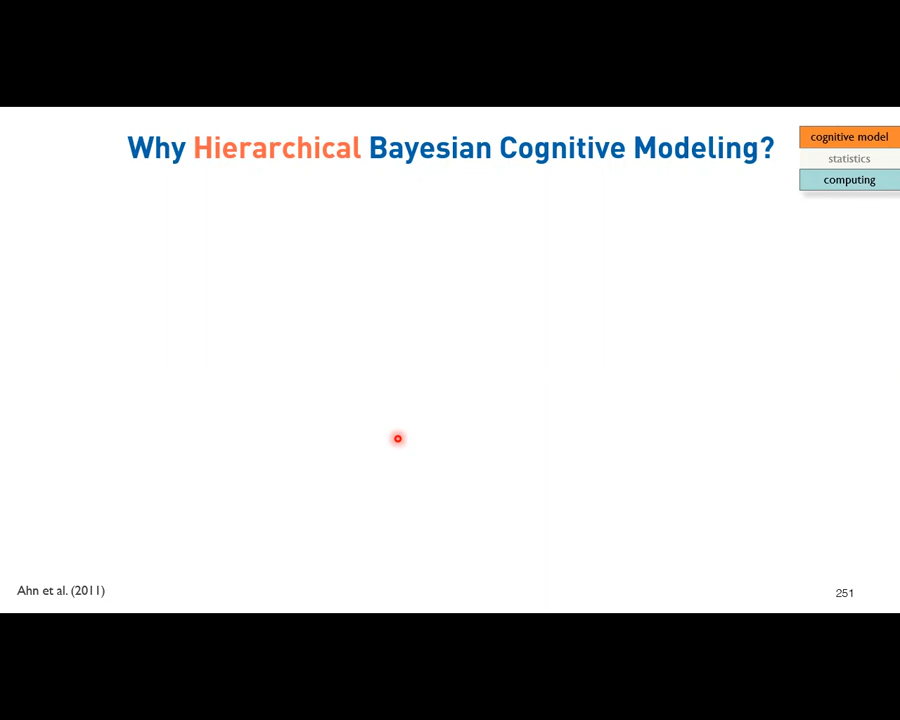 Why Hierarchical Bayesian Cognitive Modeling?
cognitive model
statistics
computing
Ahn et al. (2011)
251